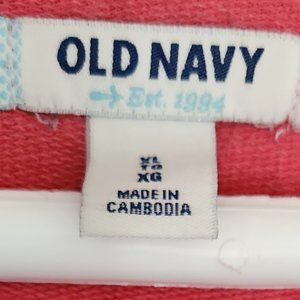 OLD NAVY
Est. 1994
XL
TG
XG
MADE IN
CAMBODIA